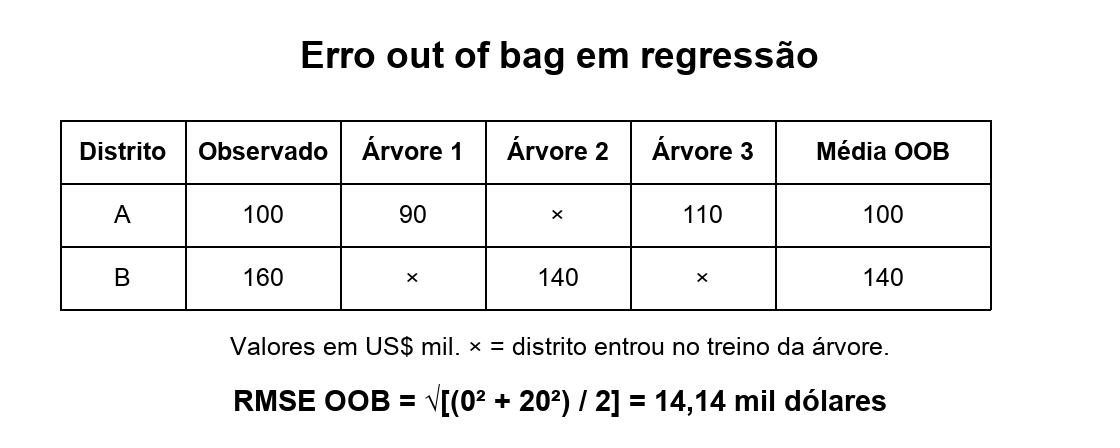 Erro out of bag em regressão
Distrito Observado Árvore 1 Árvore 2 Árvore 3 Média OOB
A 100 90 × 110 100
B 160 × 140 × 140
Valores em US$ mil. × = distrito entrou no treino da árvore.
RMSE OOB = √[(0² + 20²) / 2] = 14,14 mil dólares